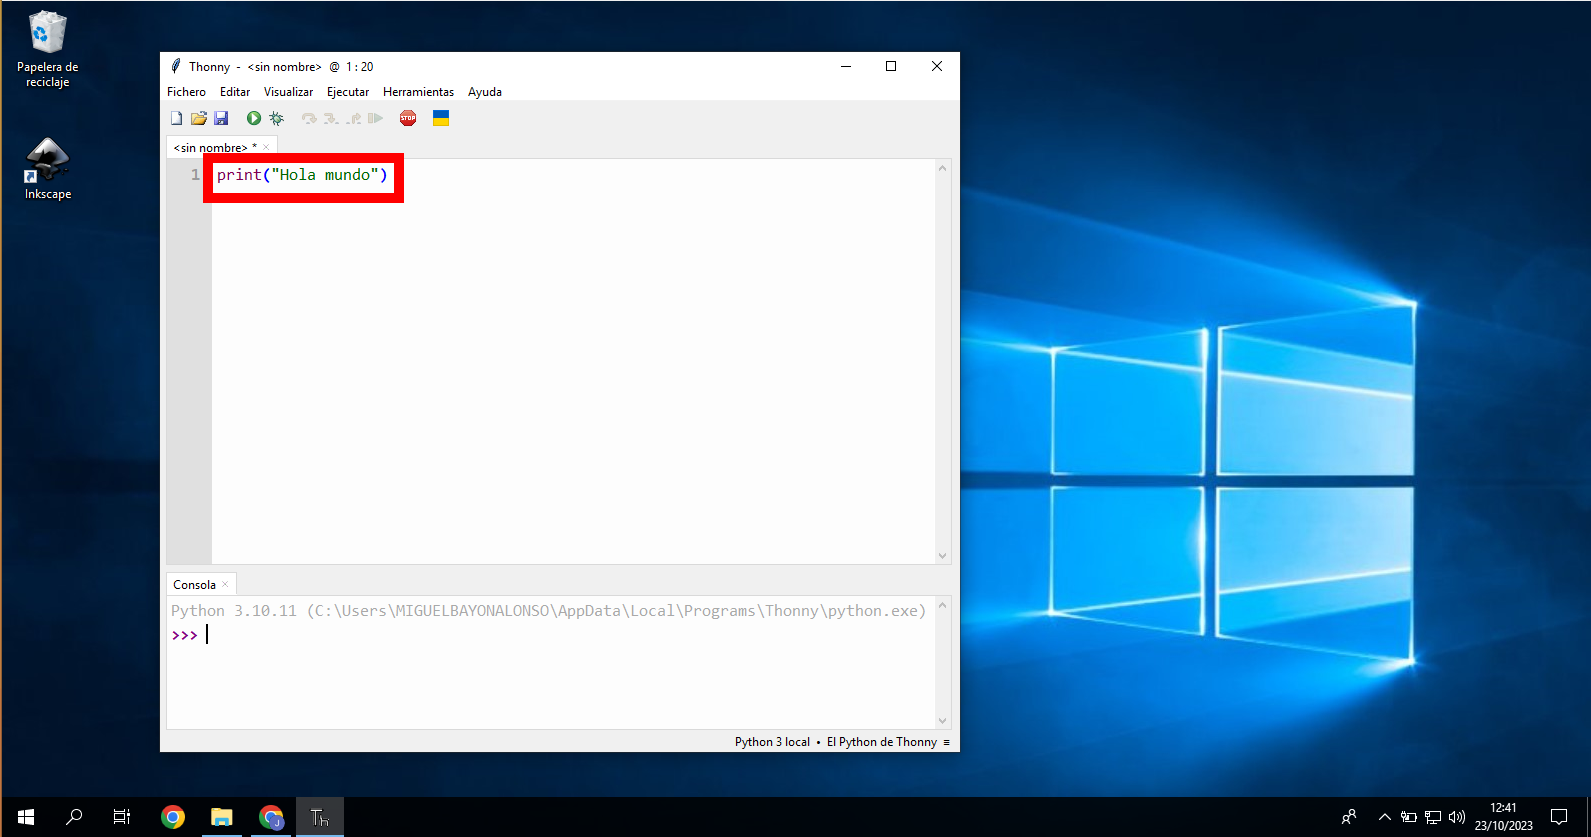 Papelera de
reciclaje
Inkscape
Thonny - <sin nombre> @ 1 : 20
Fichero Editar Visualizar Ejecutar Herramientas Ayuda
STOP
<sin nombre> *
1 print("Hola mundo")
Consola
Python 3.10.11 (C:\Users\MIGUELBAYONALONSO\AppData\Local\Programs\Thonny\python.exe)
>>>
Python 3 local • El Python de Thonny ≡
J
Th
12:41
23/10/2023